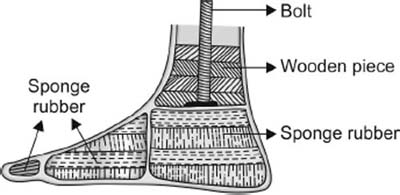 Bolt
Wooden piece
Sponge
rubber
Sponge rubber